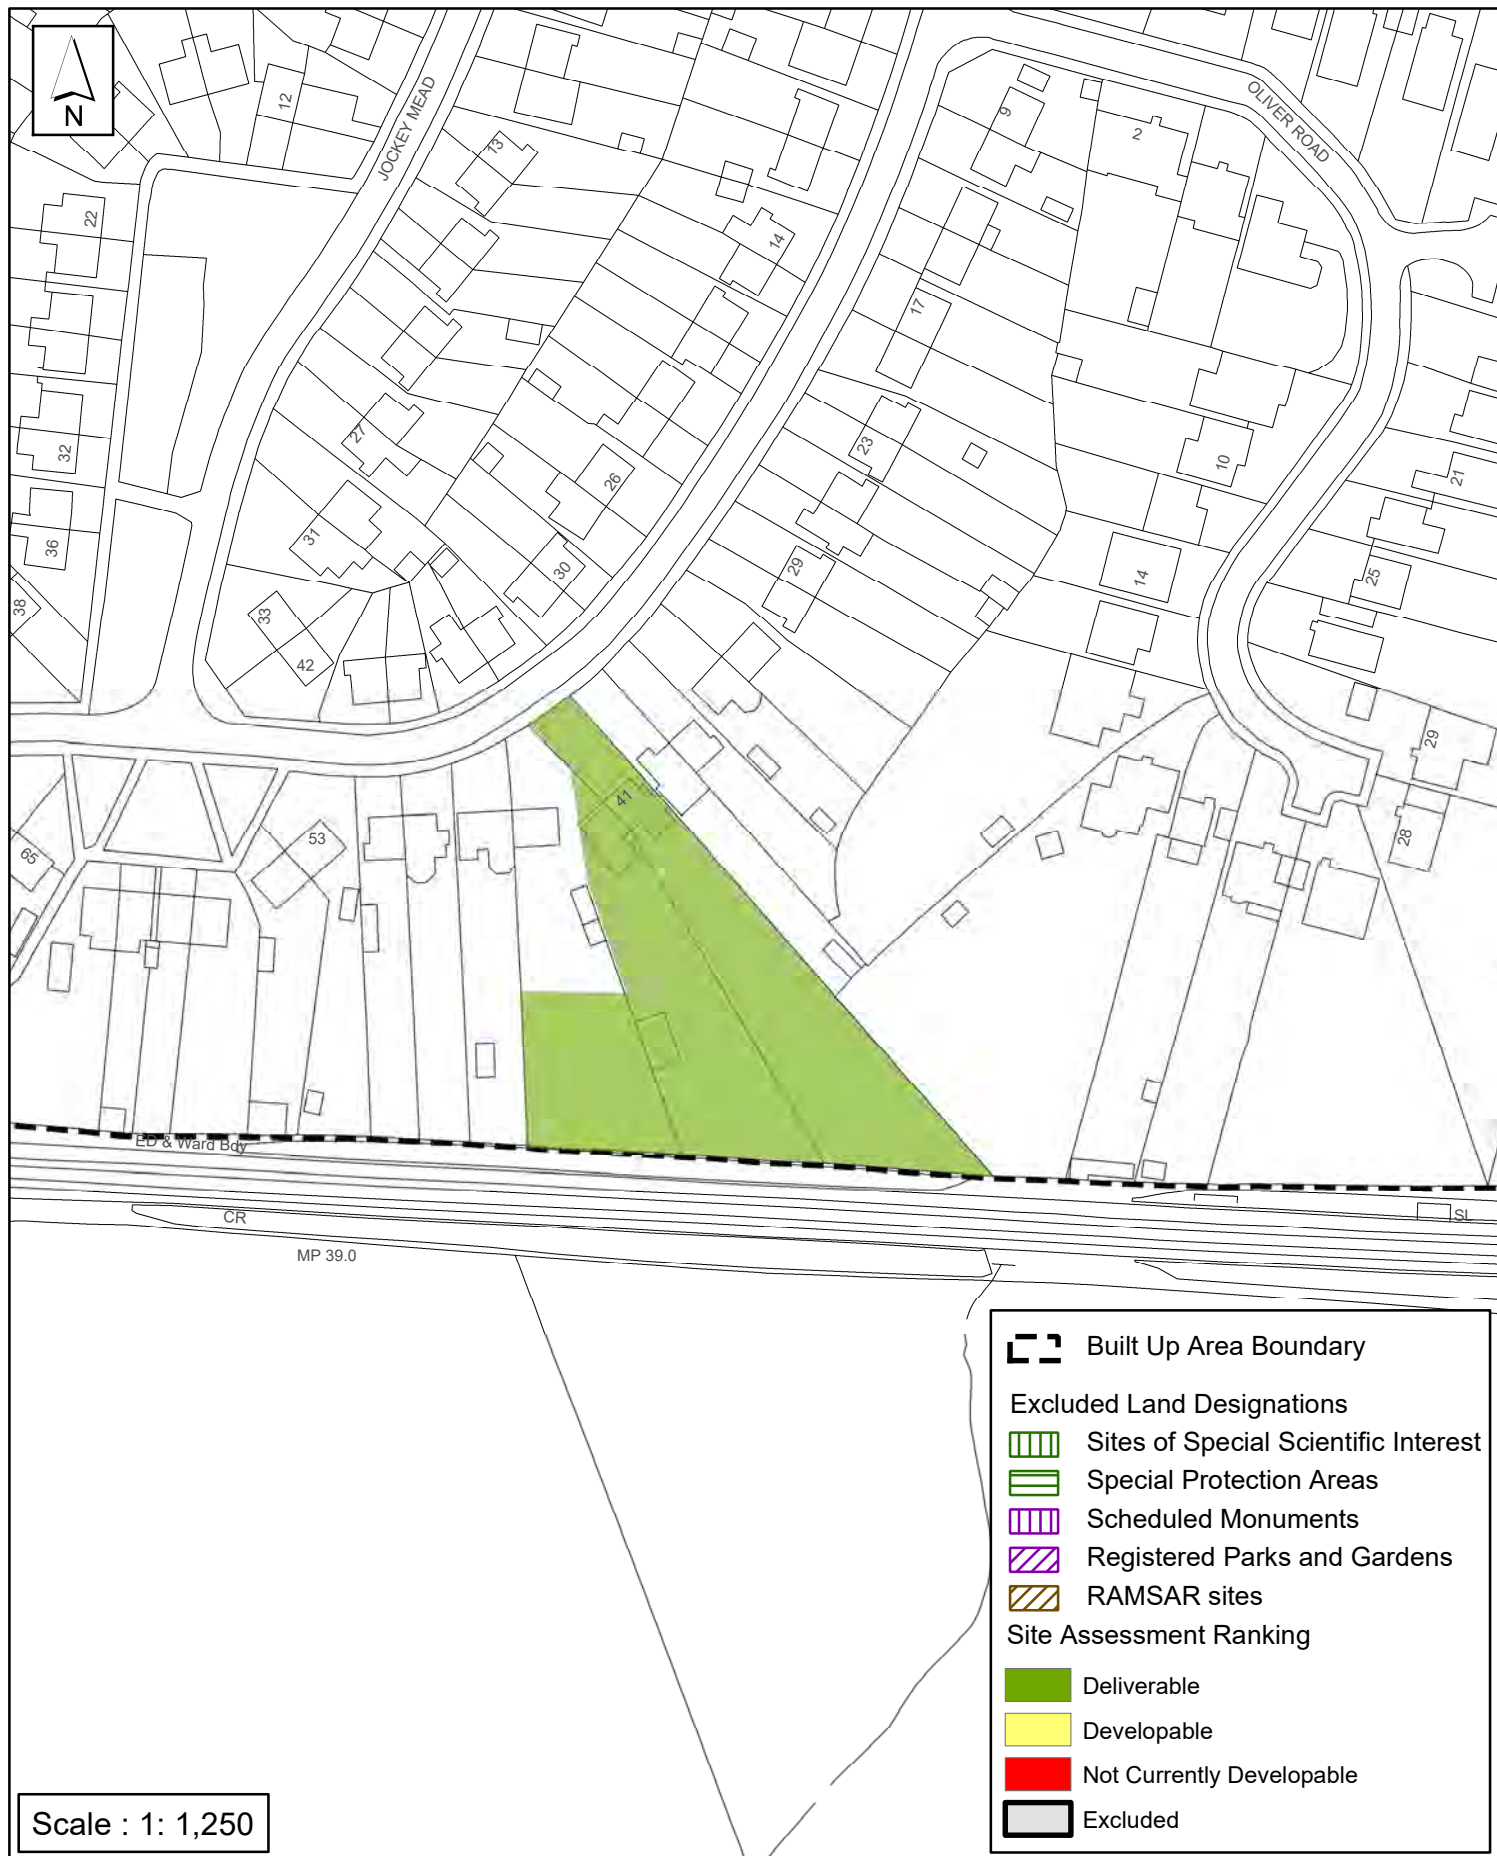 N
12
JOCKEY MEAD
13
9
2
OLIVER ROAD
22
14
17
27
32
23
26
10
21
31
36
30
29
14
25
38
33
42
29
41
53
65
28
ED & Ward Bdy
CR
SL
MP 39.0
Built Up Area Boundary
Excluded Land Designations
Sites of Special Scientific Interest
Special Protection Areas
Scheduled Monuments
Registered Parks and Gardens
RAMSAR sites
Site Assessment Ranking
Deliverable
Developable
Not Currently Developable
Excluded
Scale : 1: 1,250